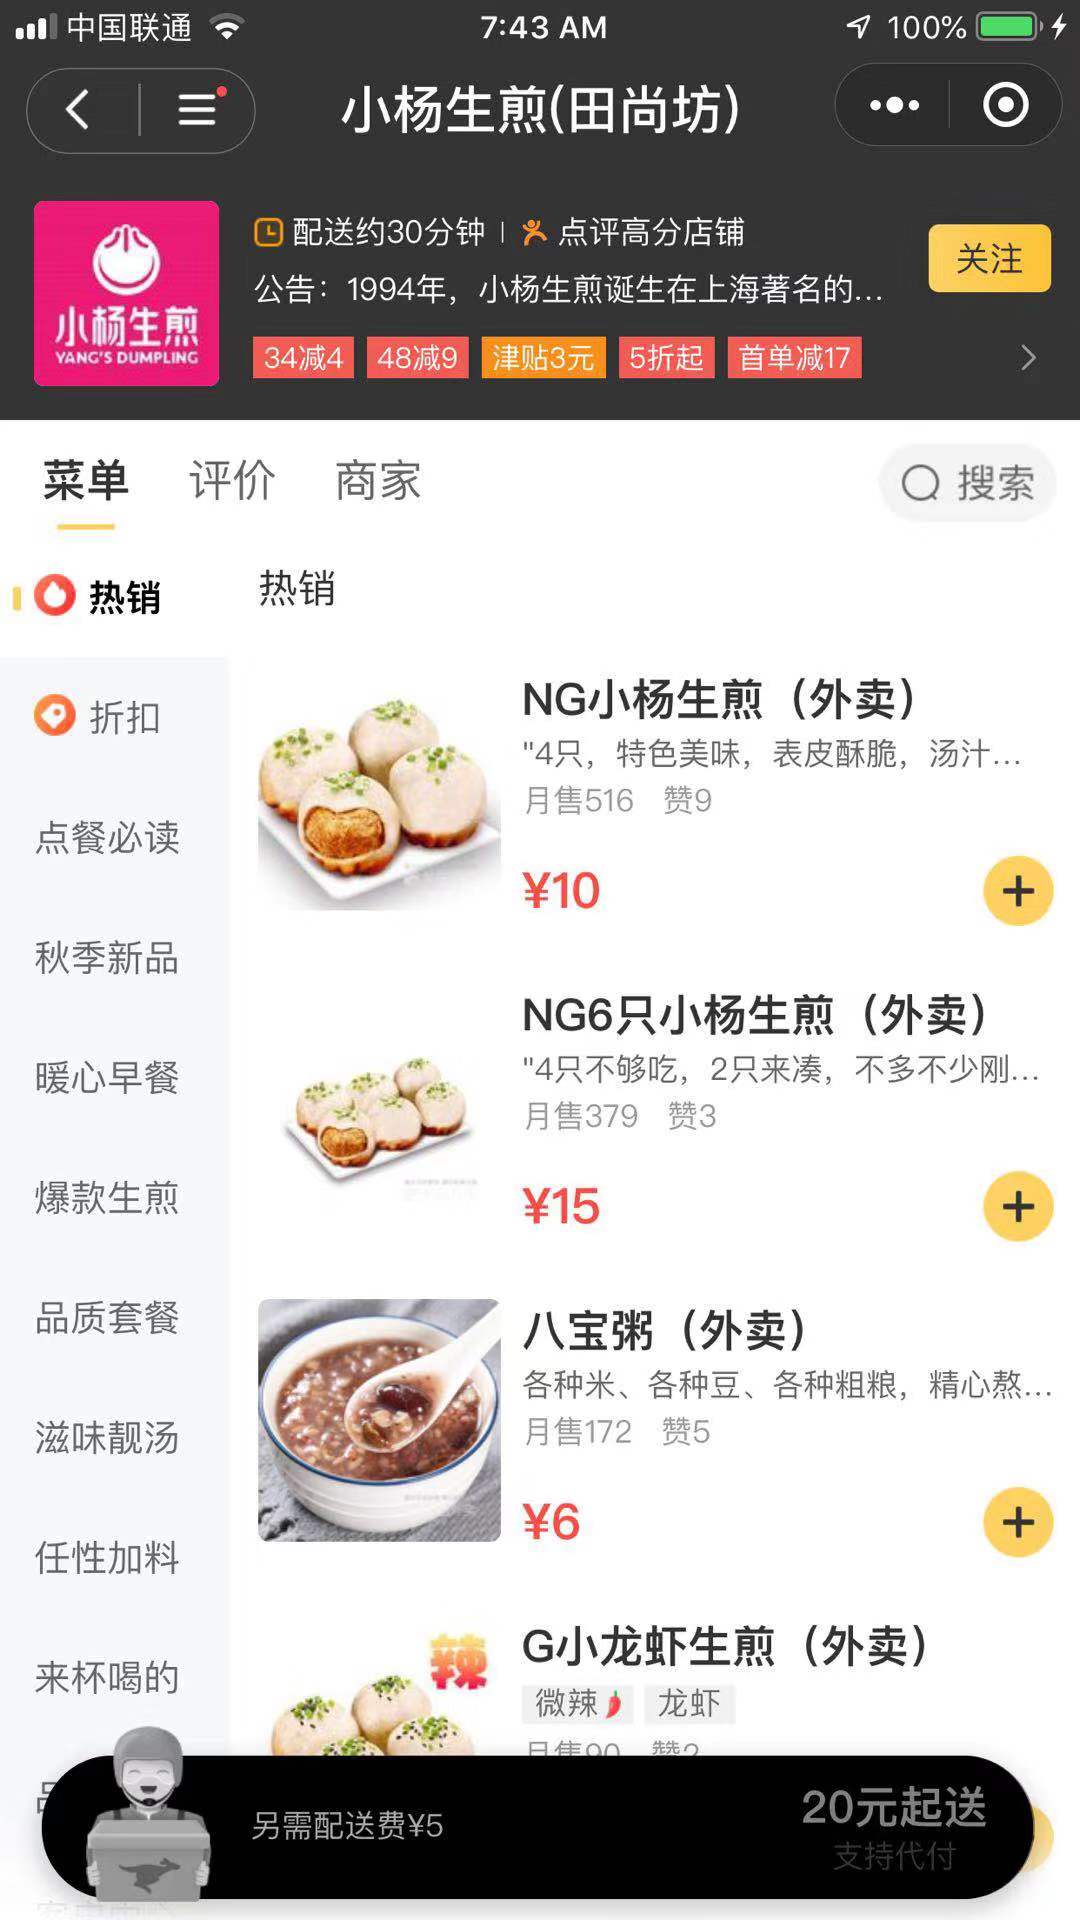 中国联通
7:43 AM
100%
小杨生煎(田尚坊)
小杨生煎
YANG'S DUMPLING
配送约30分钟
点评高分店铺
公告：1994年，小杨生煎诞生在上海著名的...
关注
34减4
48减9
津贴3元
5折起
首单减17
菜单
评价
商家
搜索
热销
折扣
点餐必读
秋季新品
暖心早餐
爆款生煎
品质套餐
滋味靓汤
任性加料
来杯喝的
热销
NG小杨生煎（外卖）
"4只，特色美味，表皮酥脆，汤汁...
月售516 赞9
¥10
NG6只小杨生煎（外卖）
"4只不够吃，2只来凑，不多不少刚...
月售379 赞3
¥15
八宝粥（外卖）
各种米、各种豆、各种粗粮，精心熬...
月售172 赞5
¥6
辣
G小龙虾生煎（外卖）
微辣
龙虾
月售90 赞2
另需配送费¥5
20元起送
支持代付